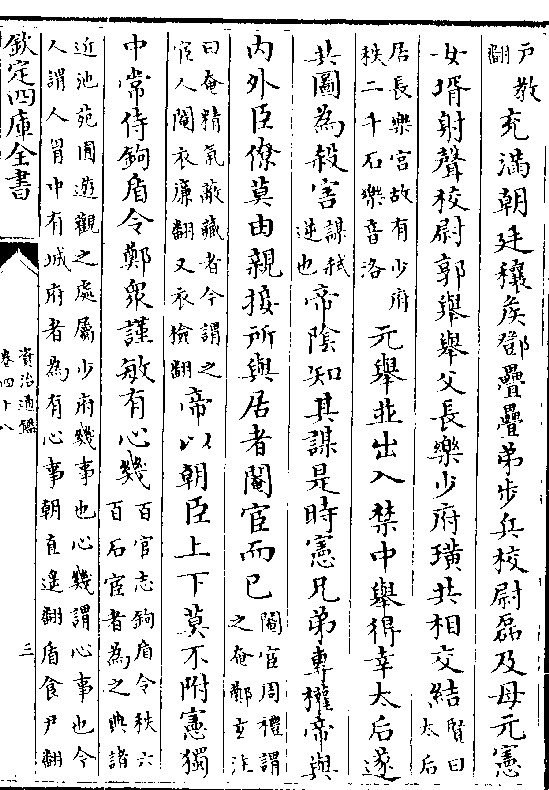 戶教翻充滿朝廷穰矦鄧疊疊弟步兵校尉磊及母元憲
女壻射聲校尉郭舉舉父長樂少府璜共相交結賢曰太后
居長樂宮故有少府秩二千石樂音洛元舉並出入禁中舉得幸太后遂
共圖為殺害謀弑逆也帝陰知其謀是時憲兄弟專權帝與
内外臣僚莫由親接所與居者閹宦而已閹宦周禮謂之奄鄭玄注
曰奄精氣蔽藏者今謂之宦人閹衣廉翻又衣檢翻帝以朝臣上下莫不附憲獨
中常侍鉤盾令鄭衆謹敏有心幾百官志鉤盾令秩六百石宦者為之典諸
近池苑囿遊觀之處屬少府幾事也心幾謂心事也今人謂人胷中有城府者為有心事朝直遙翻盾食尹翻
欽定四庫全書
資治通鑑
卷四十八
三